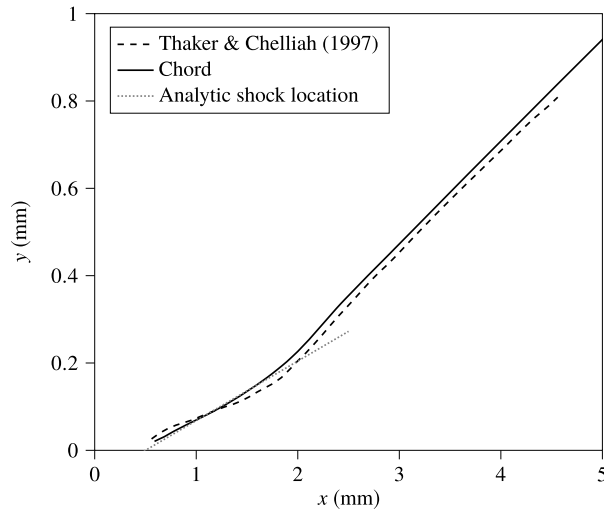 1
Thaker & Chelliah (1997)
Chord
Analytic shock location
0.8
0.6
y (mm)
0.4
0.2
0
0 1 2 3 4 5
x (mm)